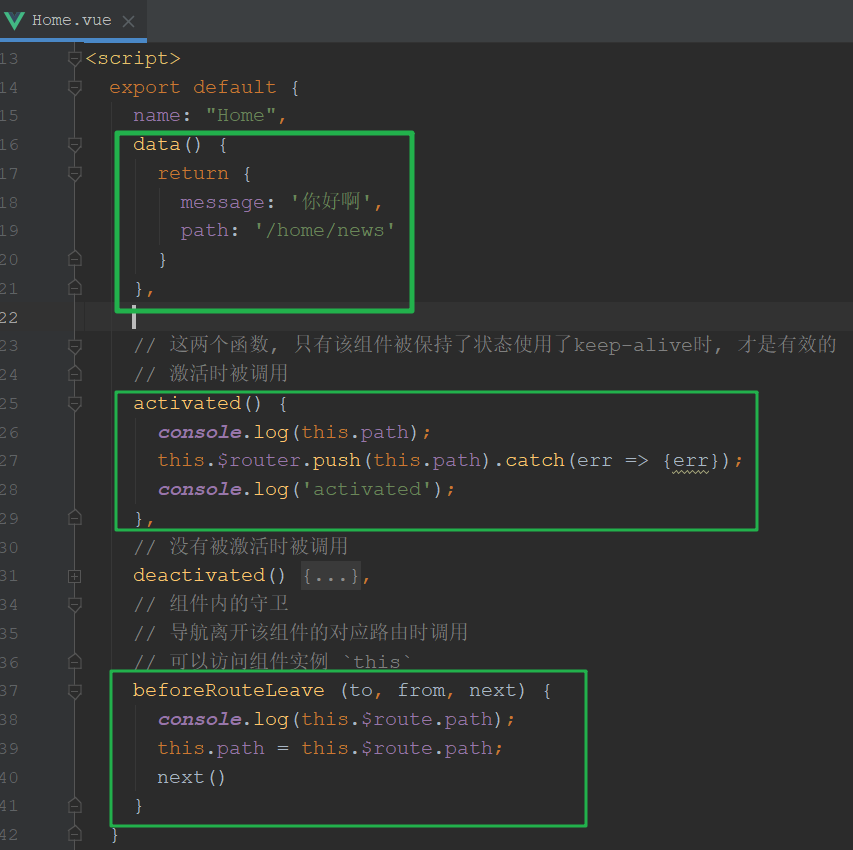 Home.vue
13 <script>
14 export default {
15 name: "Home",
16 data() {
17 return {
18 message: '你好啊',
19 path: '/home/news'
20 }
21 },
22
23 // 这两个函数, 只有该组件被保持了状态使用了keep-alive时, 才是有效的
24 // 激活时被调用
25 activated() {
26 console.log(this.path);
27 this.$router.push(this.path).catch(err => {err});
28 console.log('activated');
29 },
30 // 没有被激活时被调用
31 deactivated() {...},
34 // 组件内的守卫
35 // 导航离开该组件的对应路由时调用
36 // 可以访问组件实例 `this`
37 beforeRouteLeave (to, from, next) {
38 console.log(this.$route.path);
39 this.path = this.$route.path;
40 next()
41 }
42 }